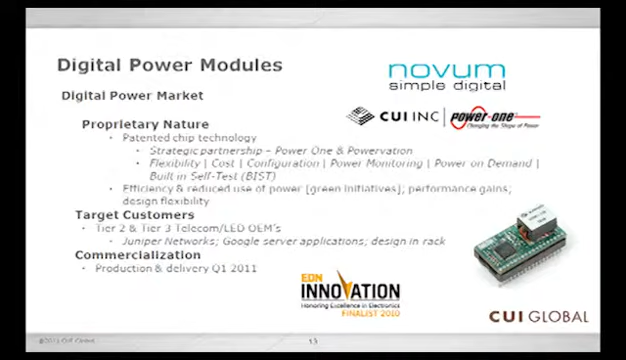 Digital Power Modules
novum
simple digital
Digital Power Market
CUI INC | power-one
Changing the Shape of Power
Proprietary Nature
◦ Patented chip technology
◦ Strategic partnership – Power One & Powervation
◦ Flexibility | Cost | Configuration | Power Monitoring | Power on Demand |
Built in Self-Test (BIST)
◦ Efficiency & reduced use of power [green initiatives]; performance gains;
design flexibility
Target Customers
◦ Tier 2 & Tier 3 Telecom/LED OEM's
◦ Juniper Networks; Google server applications; design in rack
Commercialization
◦ Production & delivery Q1 2011
EDN
INNOVATION
Honoring Excellence in Electronics
FINALIST 2010
CUI GLOBAL
©2011 CUI Global
13